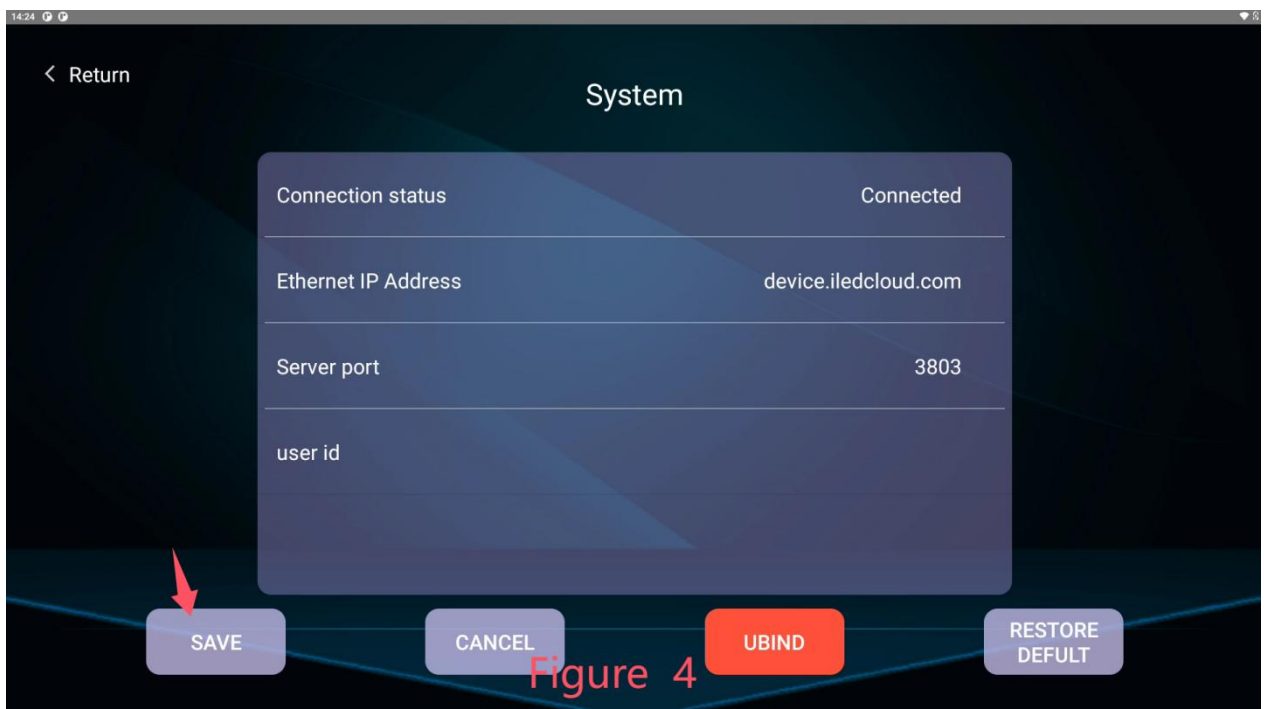 14:24
Return
System
Connection status Connected
Ethernet IP Address device.iledcloud.com
Server port 3803
user id
SAVE CANCEL UBIND RESTORE
DEFULT
Figure 4